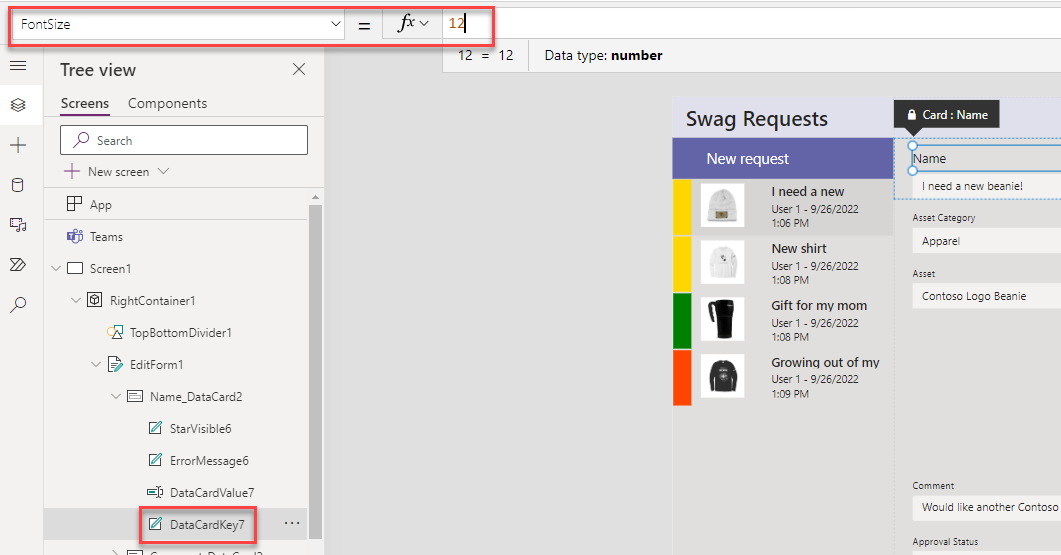 FontSize = fx 12
12 = 12 Data type: number
Tree view
Screens Components
Search
New screen
App
Teams
Screen1
RightContainer1
TopBottomDivider1
EditForm1
Name_DataCard2
StarVisible6
ErrorMessage6
DataCardValue7
DataCardKey7 ...
Swag Requests
New request
I need a new
User 1 - 9/26/2022
1:06 PM
New shirt
User 1 - 9/26/2022
1:08 PM
Gift for my mom
User 1 - 9/26/2022
1:08 PM
Growing out of my
User 1 - 9/26/2022
1:09 PM
Card : Name
Name
I need a new beanie!
Asset Category
Apparel
Asset
Contoso Logo Beanie
Comment
Would like another Contoso
Approval Status